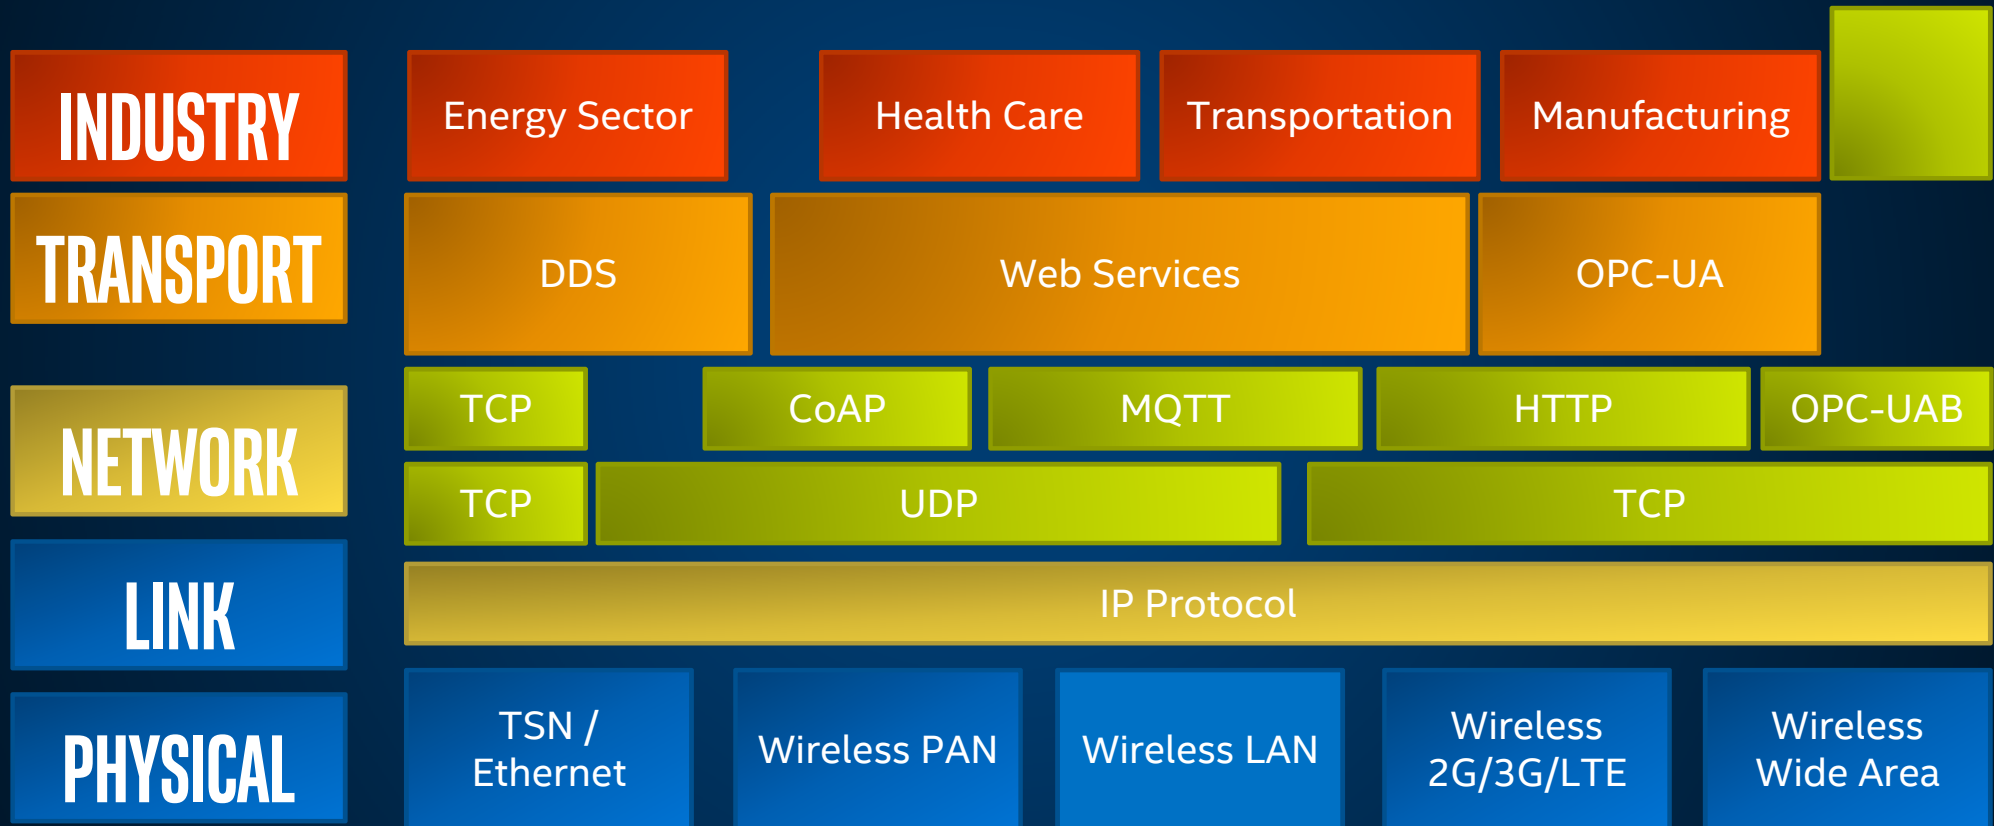 INDUSTRY
Energy Sector
Health Care
Transportation
Manufacturing
TRANSPORT
DDS
Web Services
OPC-UA
NETWORK
TCP
CoAP
MQTT
HTTP
OPC-UAB
TCP
UDP
TCP
LINK
IP Protocol
PHYSICAL
TSN /
Ethernet
Wireless PAN
Wireless LAN
Wireless
2G/3G/LTE
Wireless
Wide Area